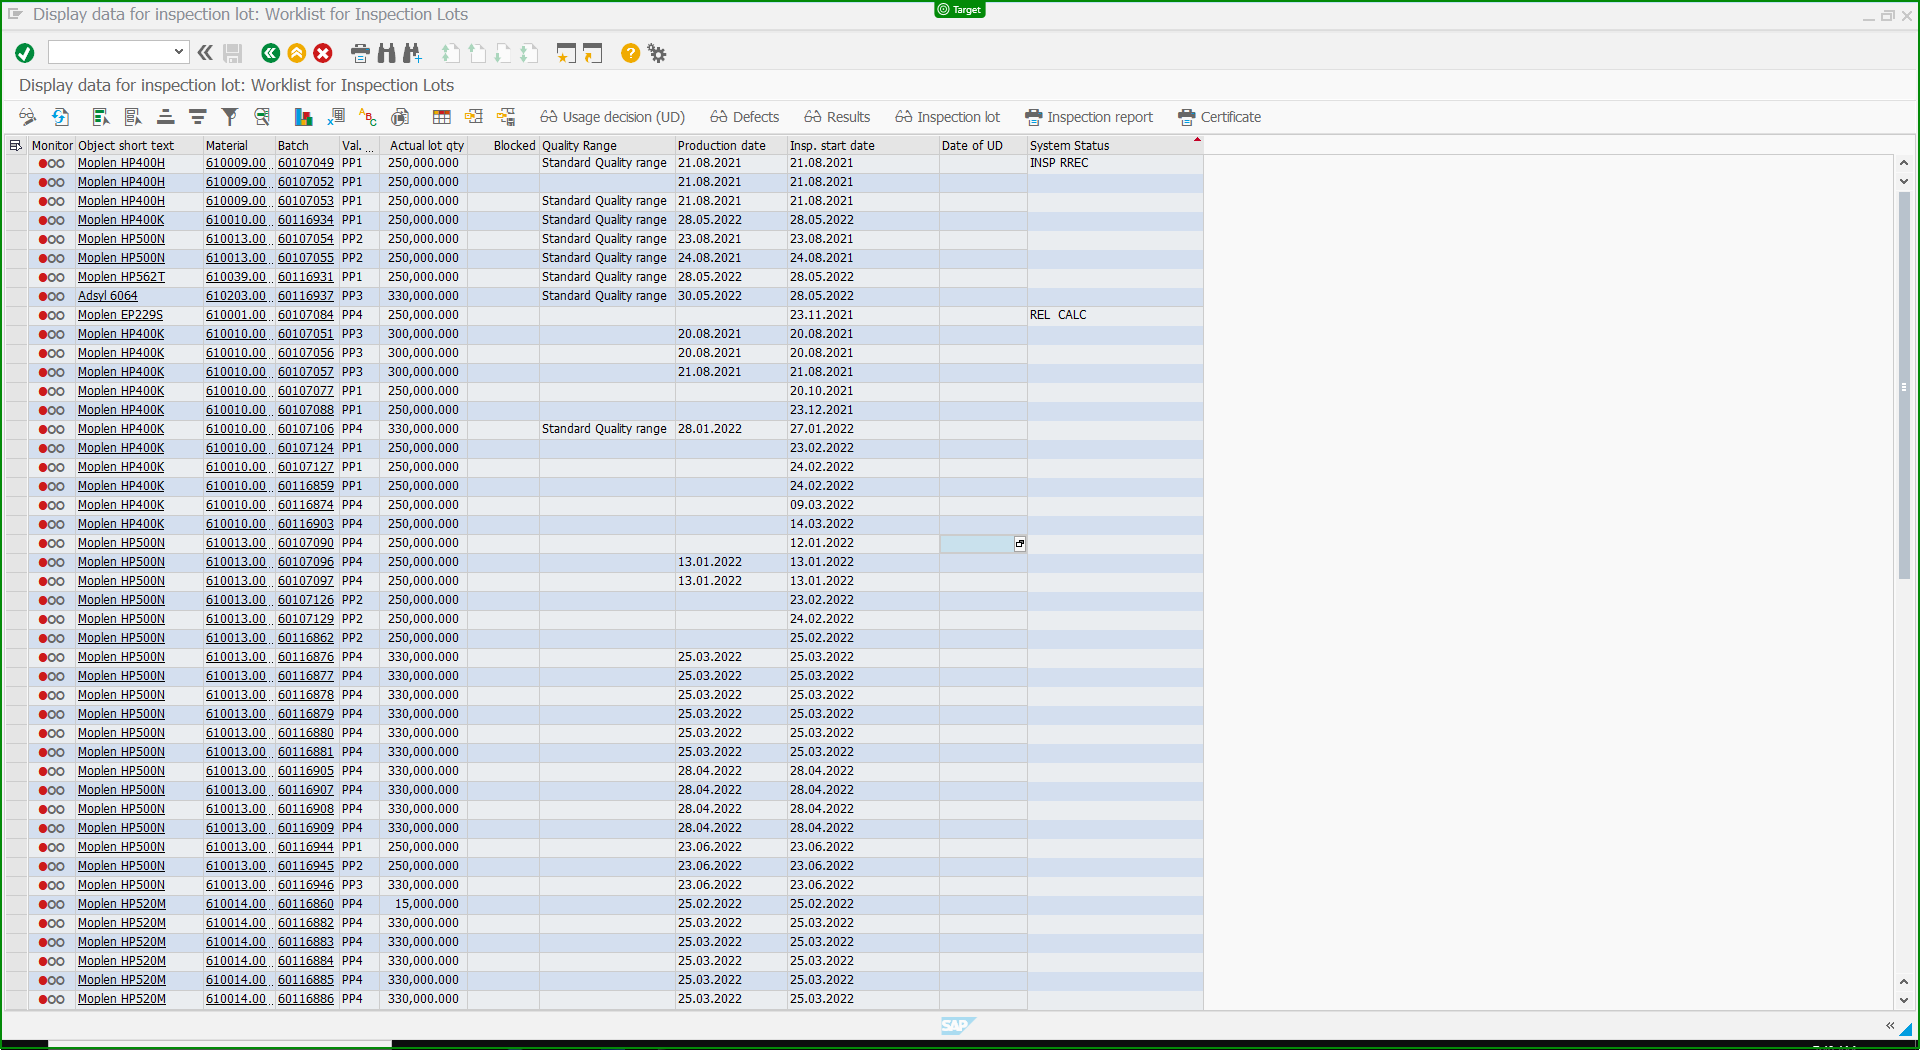 Display data for inspection lot: Worklist for Inspection Lots
Target
Display data for inspection lot: Worklist for Inspection Lots
Usage decision (UD) Defects Results Inspection lot Inspection report Certificate
Monitor Object short text Material Batch Val. ... Actual lot qty Blocked Quality Range Production date Insp. start date Date of UD System Status
Moplen HP400H 610009.00 60107049 PP1 250,000.000 Standard Quality range 21.08.2021 21.08.2021 INSP RREC
Moplen HP400H 610009.00 60107052 PP1 250,000.000 21.08.2021 21.08.2021
Moplen HP400H 610009.00 60107053 PP1 250,000.000 Standard Quality range 21.08.2021 21.08.2021
Moplen HP400K 610010.00 60116934 PP1 250,000.000 Standard Quality range 28.05.2022 28.05.2022
Moplen HP500N 610013.00 60107054 PP2 250,000.000 Standard Quality range 23.08.2021 23.08.2021
Moplen HP500N 610013.00 60107055 PP2 250,000.000 Standard Quality range 24.08.2021 24.08.2021
Moplen HP562T 610039.00 60116931 PP1 250,000.000 Standard Quality range 28.05.2022 28.05.2022
Adsyl 6064 610203.00 60116937 PP3 330,000.000 Standard Quality range 30.05.2022 28.05.2022
Moplen EP229S 610001.00 60107084 PP4 250,000.000 23.11.2021 REL CALC
Moplen HP400K 610010.00 60107051 PP3 300,000.000 20.08.2021 20.08.2021
Moplen HP400K 610010.00 60107056 PP3 300,000.000 20.08.2021 20.08.2021
Moplen HP400K 610010.00 60107057 PP3 300,000.000 21.08.2021 21.08.2021
Moplen HP400K 610010.00 60107077 PP1 250,000.000 20.10.2021
Moplen HP400K 610010.00 60107088 PP1 250,000.000 23.12.2021
Moplen HP400K 610010.00 60107106 PP4 330,000.000 Standard Quality range 28.01.2022 27.01.2022
Moplen HP400K 610010.00 60107124 PP1 250,000.000 23.02.2022
Moplen HP400K 610010.00 60107127 PP1 250,000.000 24.02.2022
Moplen HP400K 610010.00 60116859 PP1 250,000.000 24.02.2022
Moplen HP400K 610010.00 60116874 PP4 250,000.000 09.03.2022
Moplen HP400K 610010.00 60116903 PP4 250,000.000 14.03.2022
Moplen HP500N 610013.00 60107090 PP4 250,000.000 12.01.2022
Moplen HP500N 610013.00 60107096 PP4 250,000.000 13.01.2022 13.01.2022
Moplen HP500N 610013.00 60107097 PP4 250,000.000 13.01.2022 13.01.2022
Moplen HP500N 610013.00 60107126 PP2 250,000.000 23.02.2022
Moplen HP500N 610013.00 60107129 PP2 250,000.000 24.02.2022
Moplen HP500N 610013.00 60116862 PP2 250,000.000 25.02.2022
Moplen HP500N 610013.00 60116876 PP4 330,000.000 25.03.2022 25.03.2022
Moplen HP500N 610013.00 60116877 PP4 330,000.000 25.03.2022 25.03.2022
Moplen HP500N 610013.00 60116878 PP4 330,000.000 25.03.2022 25.03.2022
Moplen HP500N 610013.00 60116879 PP4 330,000.000 25.03.2022 25.03.2022
Moplen HP500N 610013.00 60116880 PP4 330,000.000 25.03.2022 25.03.2022
Moplen HP500N 610013.00 60116881 PP4 330,000.000 25.03.2022 25.03.2022
Moplen HP500N 610013.00 60116905 PP4 330,000.000 28.04.2022 28.04.2022
Moplen HP500N 610013.00 60116907 PP4 330,000.000 28.04.2022 28.04.2022
Moplen HP500N 610013.00 60116908 PP4 330,000.000 28.04.2022 28.04.2022
Moplen HP500N 610013.00 60116909 PP4 330,000.000 28.04.2022 28.04.2022
Moplen HP500N 610013.00 60116944 PP1 250,000.000 23.06.2022 23.06.2022
Moplen HP500N 610013.00 60116945 PP2 250,000.000 23.06.2022 23.06.2022
Moplen HP500N 610013.00 60116946 PP3 330,000.000 23.06.2022 23.06.2022
Moplen HP520M 610014.00 60116860 PP4 15,000.000 25.02.2022 25.02.2022
Moplen HP520M 610014.00 60116882 PP4 330,000.000 25.03.2022 25.03.2022
Moplen HP520M 610014.00 60116883 PP4 330,000.000 25.03.2022 25.03.2022
Moplen HP520M 610014.00 60116884 PP4 330,000.000 25.03.2022 25.03.2022
Moplen HP520M 610014.00 60116885 PP4 330,000.000 25.03.2022 25.03.2022
Moplen HP520M 610014.00 60116886 PP4 330,000.000 25.03.2022 25.03.2022
SAP